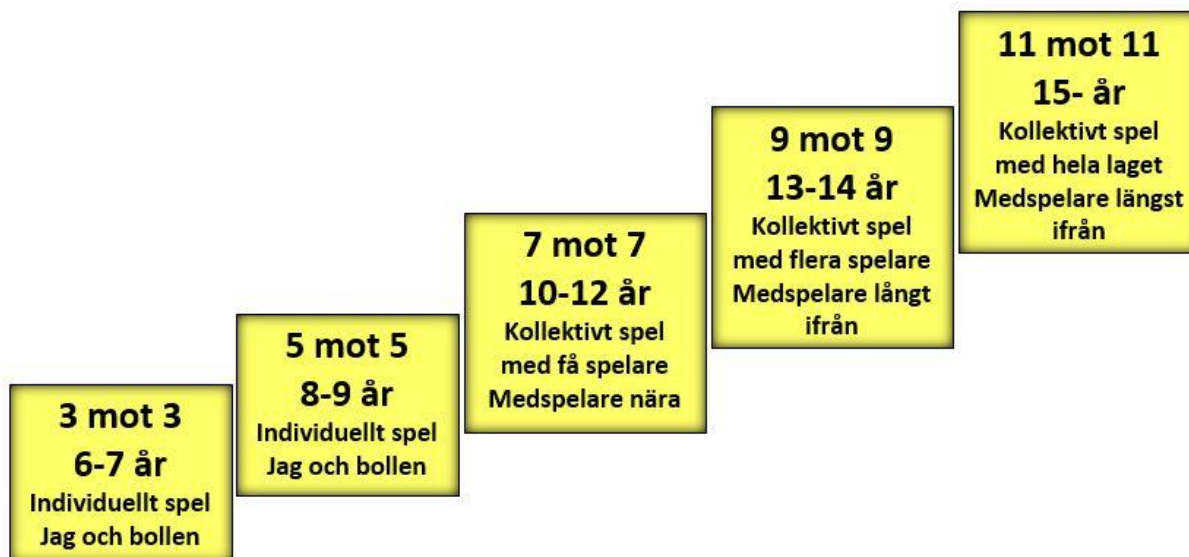 3 mot 3
6-7 år
Individuellt spel
Jag och bollen
5 mot 5
8-9 år
Individuellt spel
Jag och bollen
7 mot 7
10-12 år
Kollektivt spel
med få spelare
Medspelare nära
9 mot 9
13-14 år
Kollektivt spel
med flera spelare
Medspelare långt
ifrån
11 mot 11
15- år
Kollektivt spel
med hela laget
Medspelare längst
ifrån